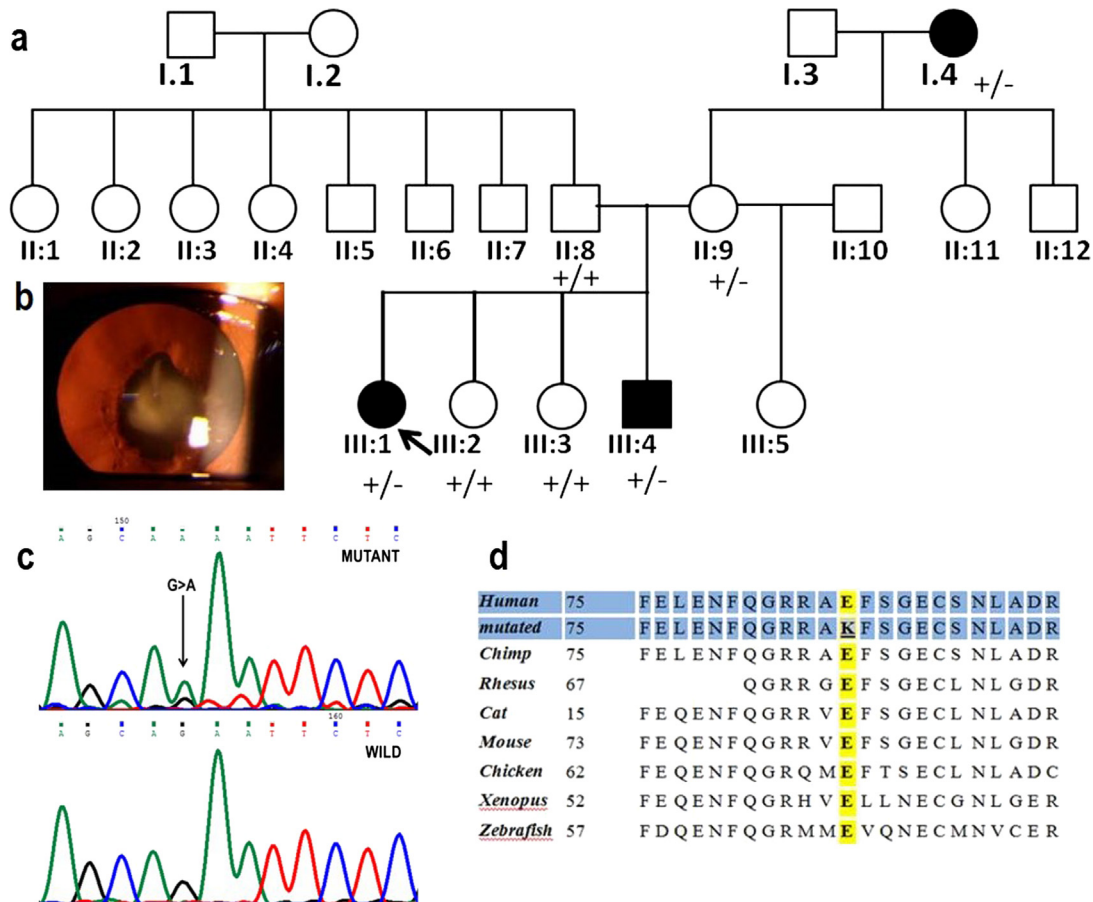 a
I.1 I.2 I.3 I.4 +/-
II:1 II:2 II:3 II:4 II:5 II:6 II:7 II:8 II:9 II:10 II:11 II:12
+/+ +/-
b
III:1 III:2 III:3 III:4 III:5
+/- +/+ +/+ +/-
c
150
A G C A A A A T T C T C
MUTANT
G>A
160
A G C A G A A T T C T C
WILD
d
Human 75 F E L E N F Q G R R A E F S G E C S N L A D R
mutated 75 F E L E N F Q G R R A K F S G E C S N L A D R
Chimp 75 F E L E N F Q G R R A E F S G E C S N L A D R
Rhesus 67 Q G R R G E F S G E C L N L G D R
Cat 15 F E Q E N F Q G R R V E F S G E C L N L A D R
Mouse 73 F E Q E N F Q G R R V E F S G E C L N L G D R
Chicken 62 F E Q E N F Q G R Q M E F T S E C L N L A D C
Xenopus 52 F E Q E N F Q G R H V E L L N E C G N L G E R
Zebrafish 57 F D Q E N F Q G R M M E V Q N E C M N V C E R